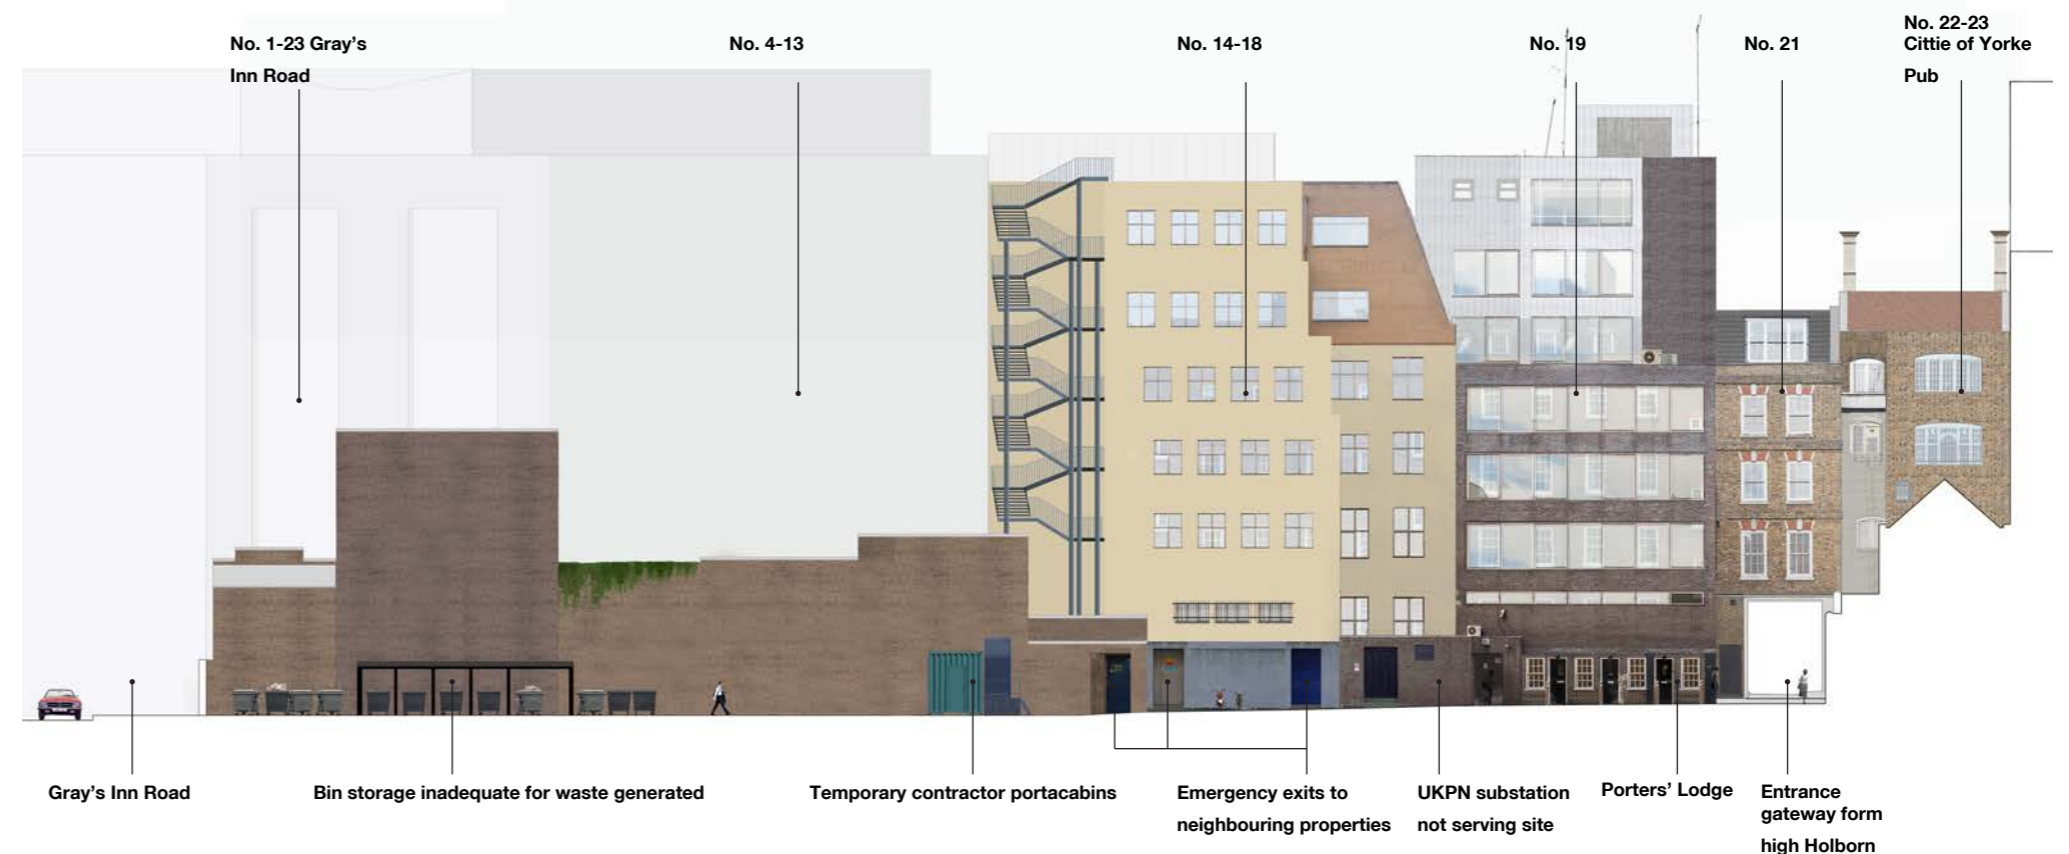 No. 1-23 Gray's
Inn Road
No. 4-13
No. 14-18
No. 19
No. 21
No. 22-23
Cittie of Yorke
Pub
Gray's Inn Road
Bin storage inadequate for waste generated
Temporary contractor portacabins
Emergency exits to
neighbouring properties
UKPN substation
not serving site
Porters' Lodge
Entrance
gateway form
high Holborn